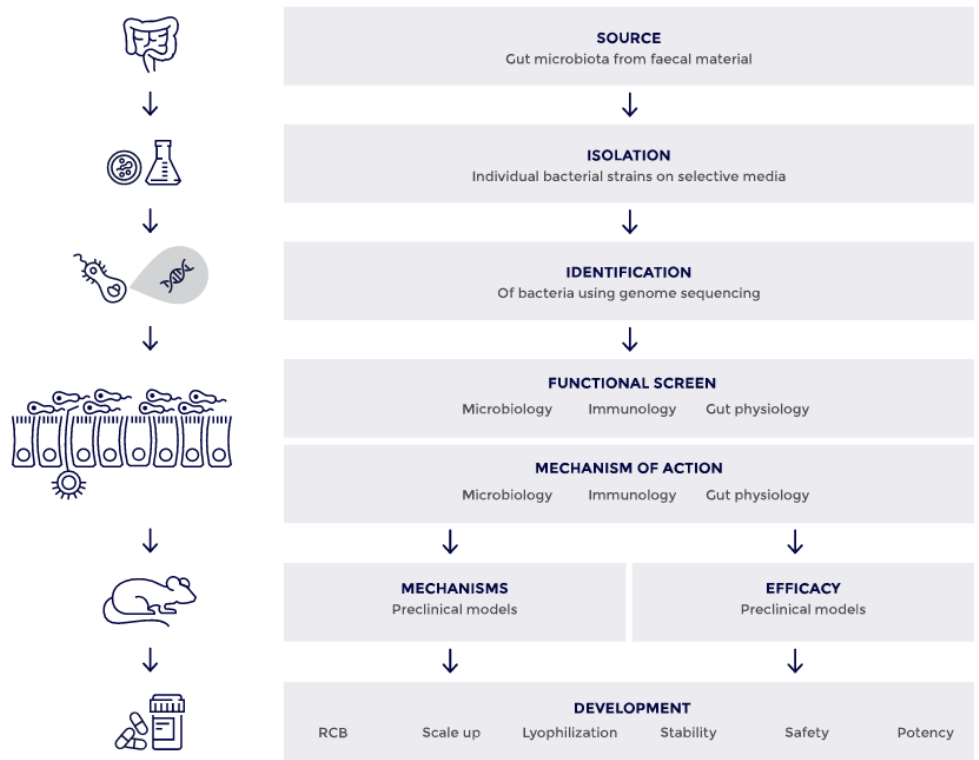 SOURCE
Gut microbiota from faecal material
ISOLATION
Individual bacterial strains on selective media
IDENTIFICATION
Of bacteria using genome sequencing
FUNCTIONAL SCREEN
Microbiology Immunology Gut physiology
MECHANISM OF ACTION
Microbiology Immunology Gut physiology
MECHANISMS
Preclinical models
EFFICACY
Preclinical models
DEVELOPMENT
RCB Scale up Lyophilization Stability Safety Potency